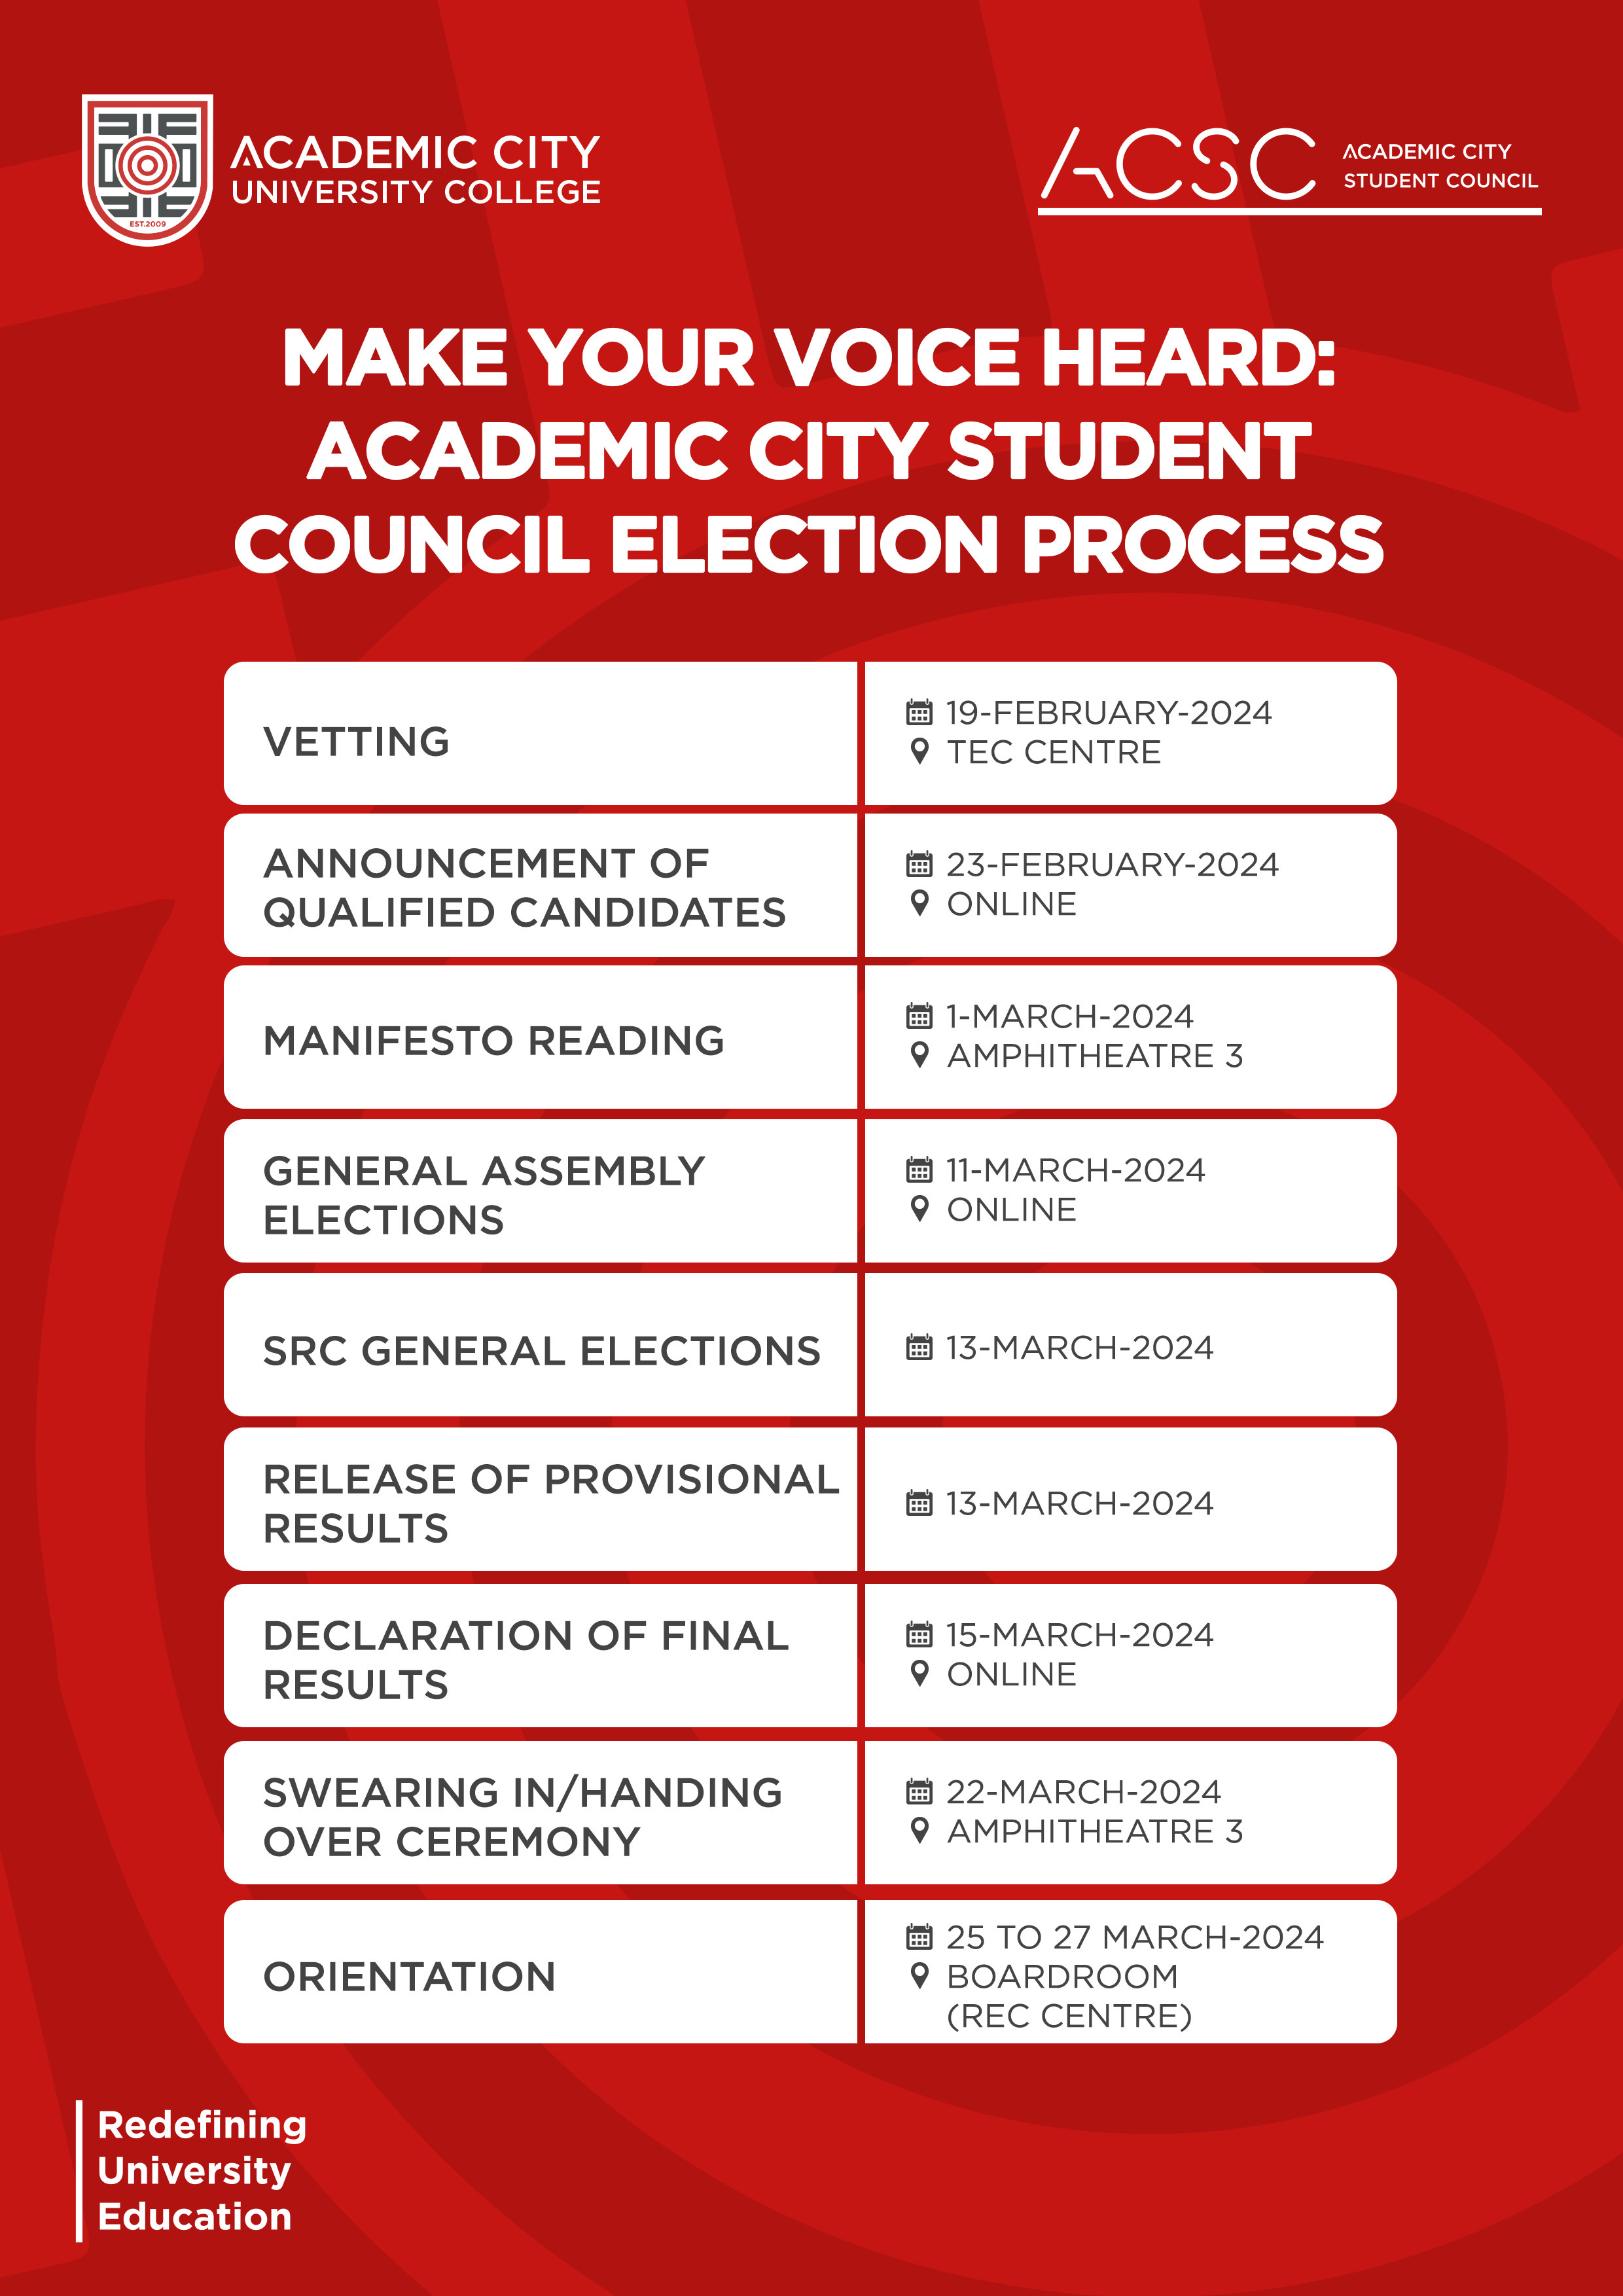 EST.2009
ACADEMIC CITY
UNIVERSITY COLLEGE
ACSC
ACADEMIC CITY
STUDENT COUNCIL
MAKE YOUR VOICE HEARD:
ACADEMIC CITY STUDENT
COUNCIL ELECTION PROCESS
VETTING
19-FEBRUARY-2024
TEC CENTRE
ANNOUNCEMENT OF
QUALIFIED CANDIDATES
23-FEBRUARY-2024
ONLINE
MANIFESTO READING
1-MARCH-2024
AMPHITHEATRE 3
GENERAL ASSEMBLY
ELECTIONS
11-MARCH-2024
ONLINE
SRC GENERAL ELECTIONS
13-MARCH-2024
RELEASE OF PROVISIONAL
RESULTS
13-MARCH-2024
DECLARATION OF FINAL
RESULTS
15-MARCH-2024
ONLINE
SWEARING IN/HANDING
OVER CEREMONY
22-MARCH-2024
AMPHITHEATRE 3
ORIENTATION
25 TO 27 MARCH-2024
BOARDROOM
(REC CENTRE)
Redefining
University
Education